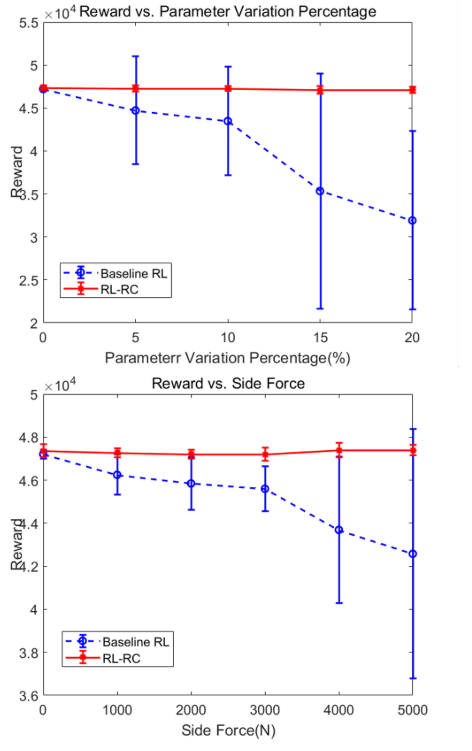 ×10⁴ Reward vs. Parameter Variation Percentage
5.5
5
4.5
4
3.5
3
2.5
2
Reward
Baseline RL
RL-RC
0 5 10 15 20
Parameterr Variation Percentage(%)
×10⁴ Reward vs. Side Force
5
4.8
4.6
4.4
4.2
4
3.8
3.6
Reward
Baseline RL
RL-RC
0 1000 2000 3000 4000 5000
Side Force(N)